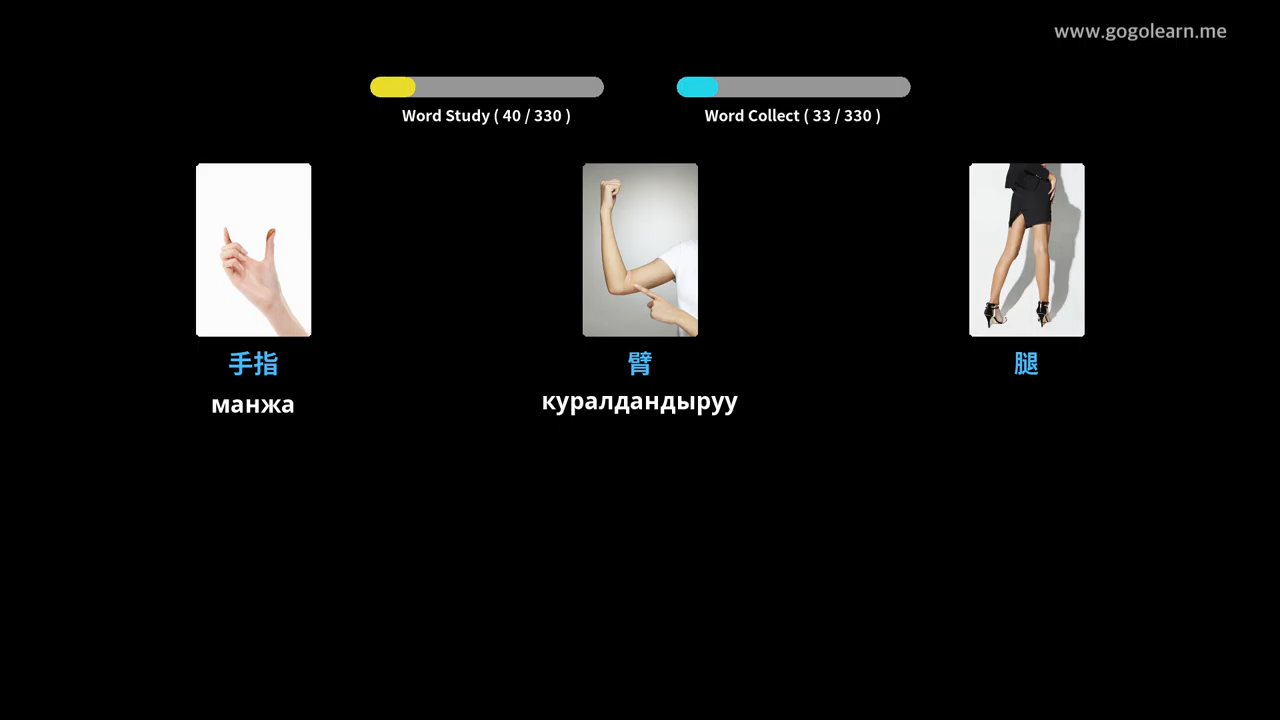 www.gogolearn.me
Word Study ( 40 / 330 )
Word Collect ( 33 / 330 )
手指
臂
腿
манжа
куралдандыруу